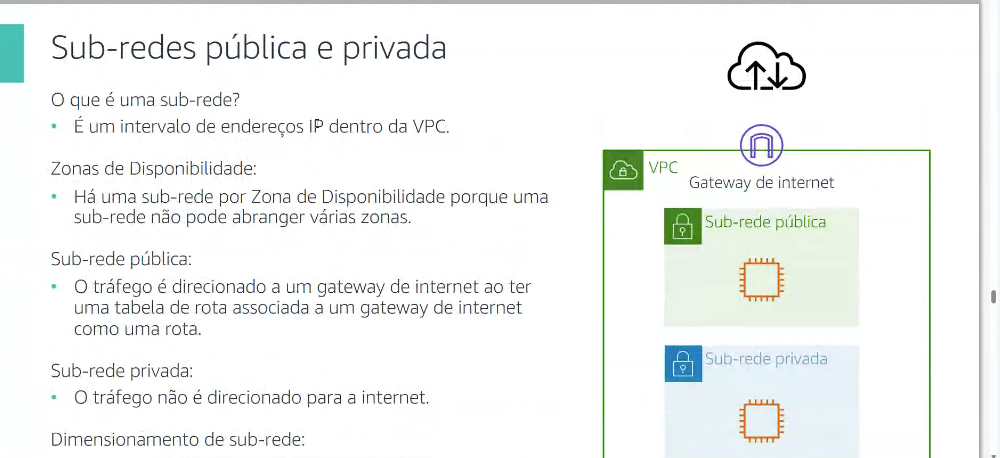 Sub-redes pública e privada
O que é uma sub-rede?
• É um intervalo de endereços IP dentro da VPC.
Zonas de Disponibilidade:
• Há uma sub-rede por Zona de Disponibilidade porque uma
sub-rede não pode abranger várias zonas.
Sub-rede pública:
• O tráfego é direcionado a um gateway de internet ao ter
uma tabela de rota associada a um gateway de internet
como uma rota.
Sub-rede privada:
• O tráfego não é direcionado para a internet.
Dimensionamento de sub-rede:
VPC
Gateway de internet
Sub-rede pública
Sub-rede privada